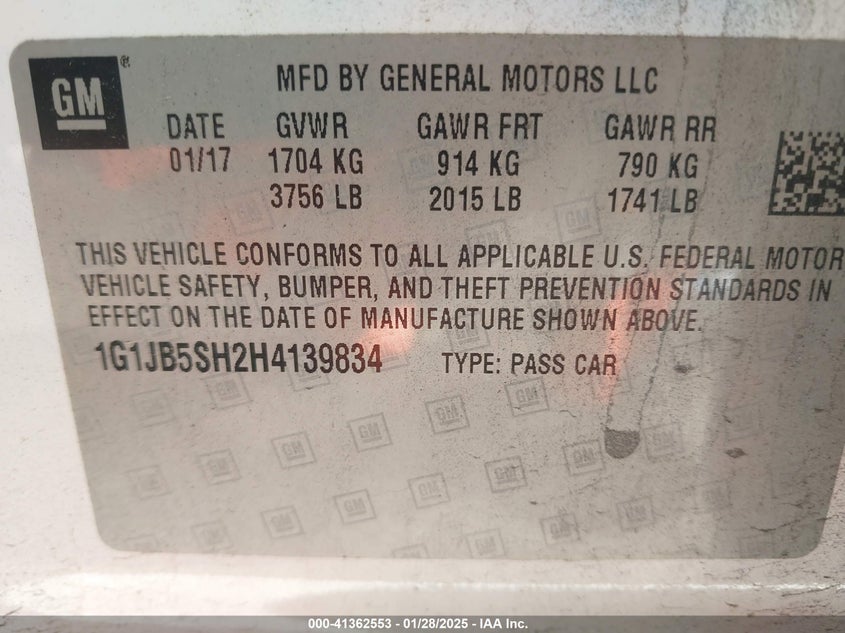 GM ®
MFD BY GENERAL MOTORS LLC
DATE GVWR GAWR FRT GAWR RR
01/17 1704 KG 914 KG 790 KG
3756 LB 2015 LB 1741 LB
THIS VEHICLE CONFORMS TO ALL APPLICABLE U.S. FEDERAL MOTOR
VEHICLE SAFETY, BUMPER, AND THEFT PREVENTION STANDARDS IN
EFFECT ON THE DATE OF MANUFACTURE SHOWN ABOVE.
1G1JB5SH2H4139834 TYPE: PASS CAR
000-41362553 - 01/28/2025 - IAA Inc.